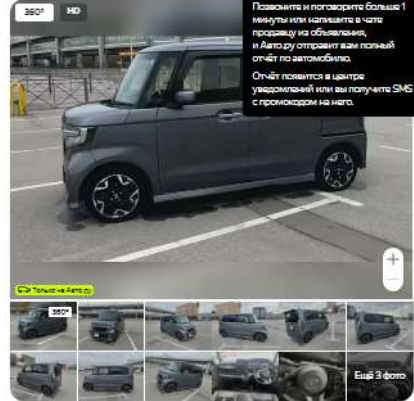 360° HD
Позвоните и поговорите больше 1
минуты или напишите в чате
продавцу из объявления,
и Авто.ру отправит вам полный
отчёт по автомобилю.
Отчёт появится в центре
уведомлений или вы получите SMS
с промокодом на него.
Только на Авто.ру
360°
Ещё 3 фото